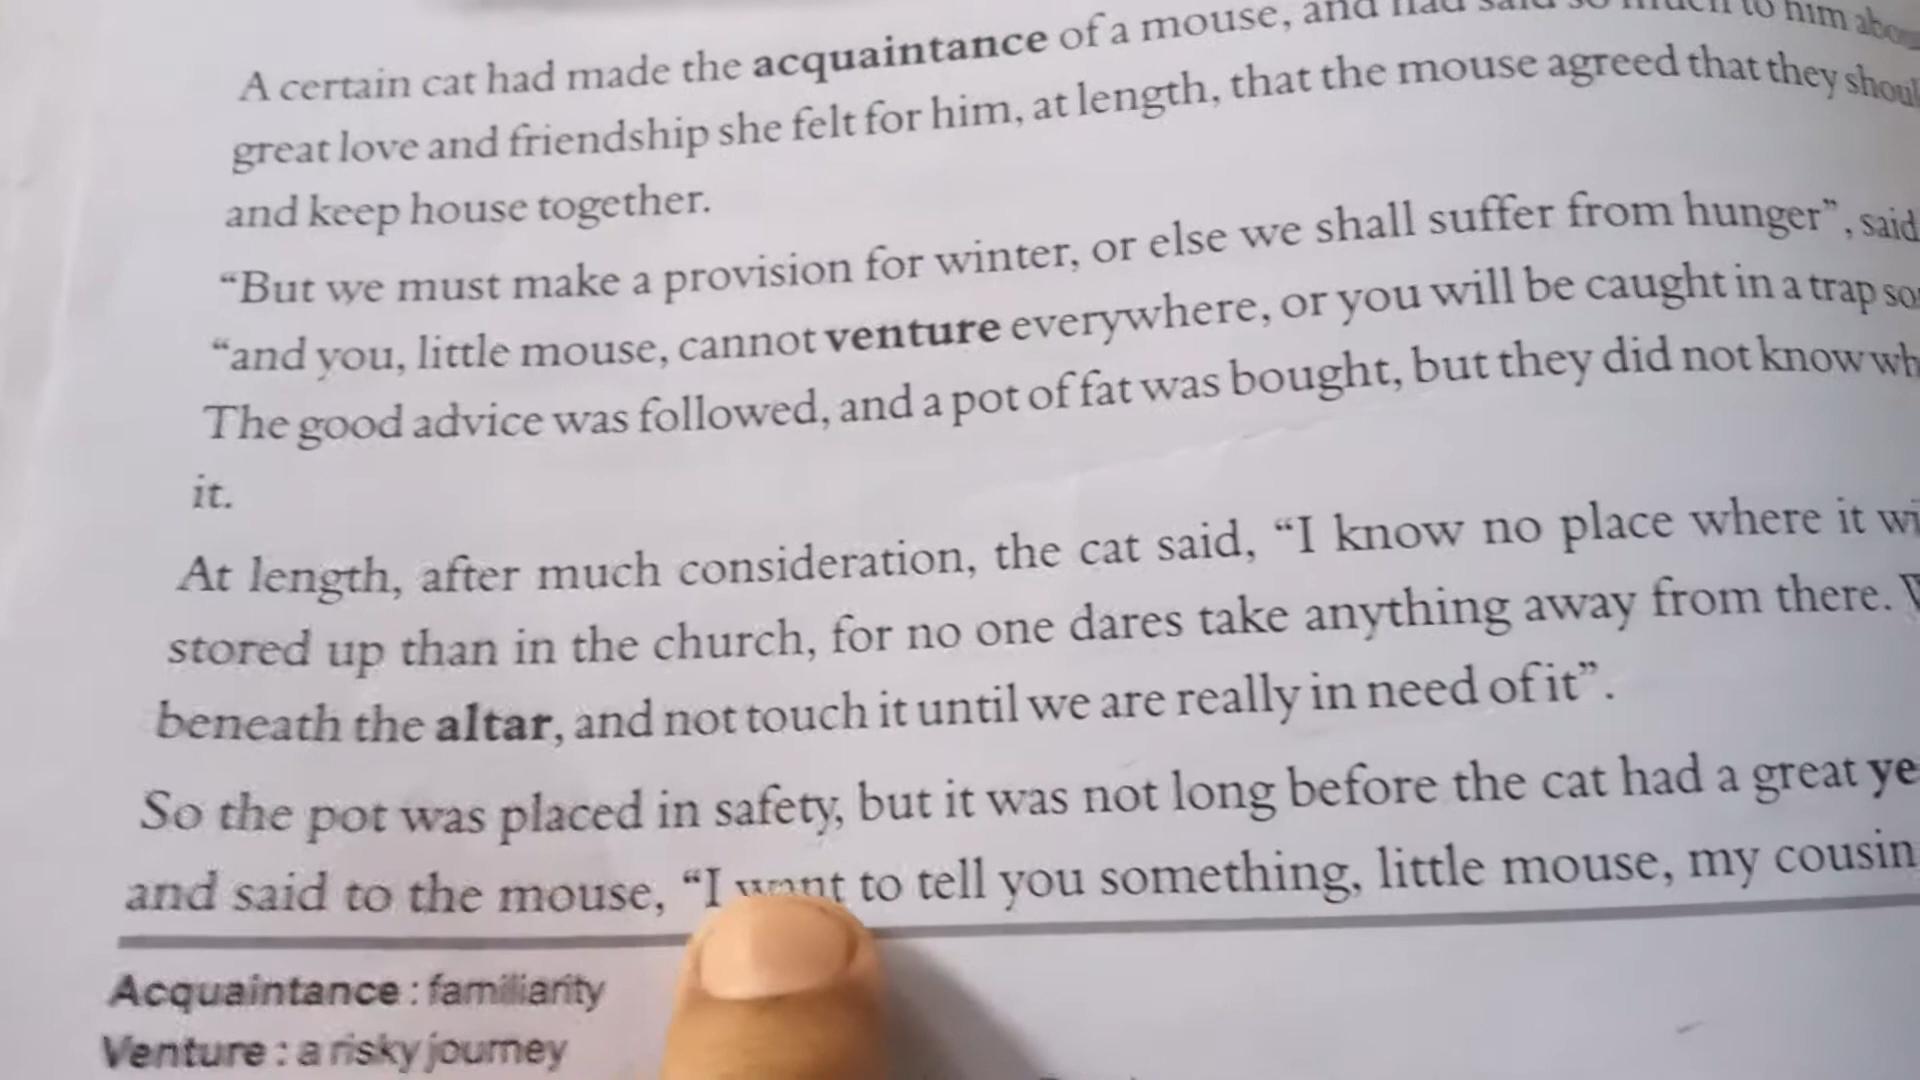 A certain cat had made the acquaintance of a mouse, and had said so much to him about
great love and friendship she felt for him, at length, that the mouse agreed that they
and keep house together.
“But we must make a provision for winter, or else we shall suffer from hunger”, said
“and you, little mouse, cannot venture everywhere, or you will be caught in a trap
The good advice was followed, and a pot of fat was bought, but they did not know
it.
At length, after much consideration, the cat said, “I know no place where it
stored up than in the church, for no one dares take anything away from there.
beneath the altar, and not touch it until we are really in need of it”.
So the pot was placed in safety, but it was not long before the cat had a great
and said to the mouse, “I want to tell you something, little mouse, my cousin
Acquaintance : familiarity
Venture : a risky journey